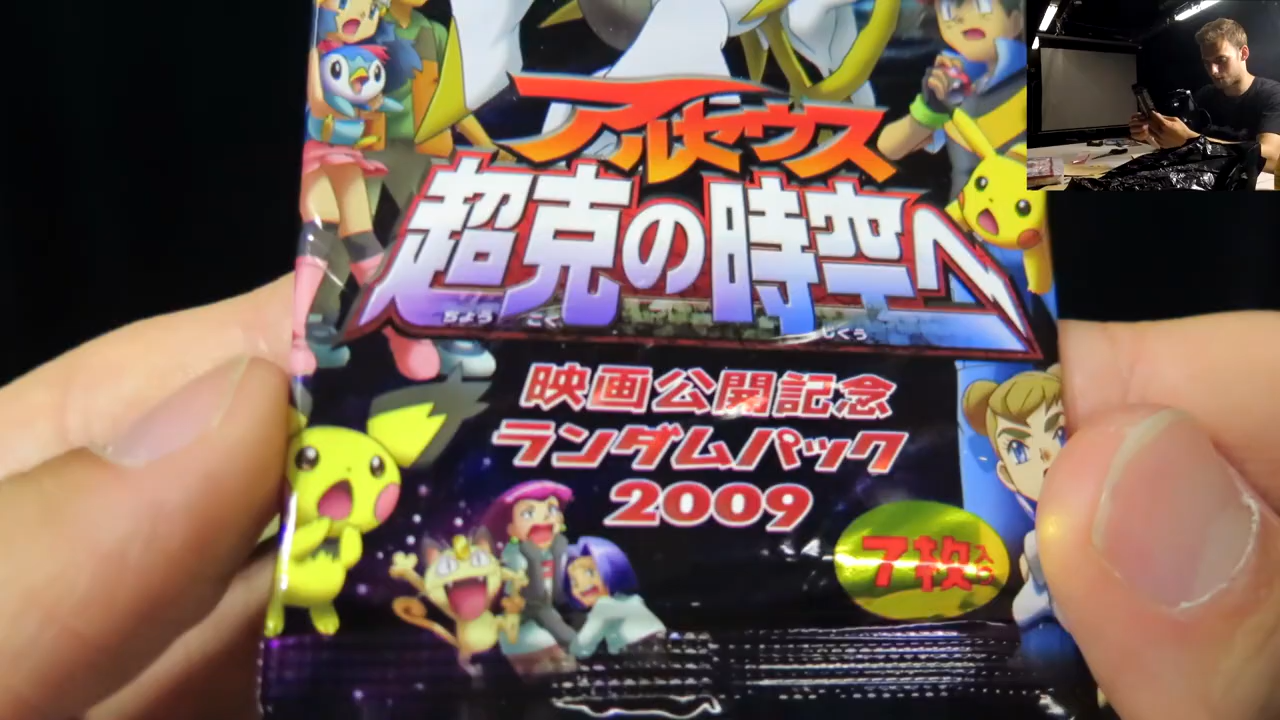 アルセウス
超克の時空へ
ちょう こく じくう
映画公開記念
ランダムパック
2009
7枚入り